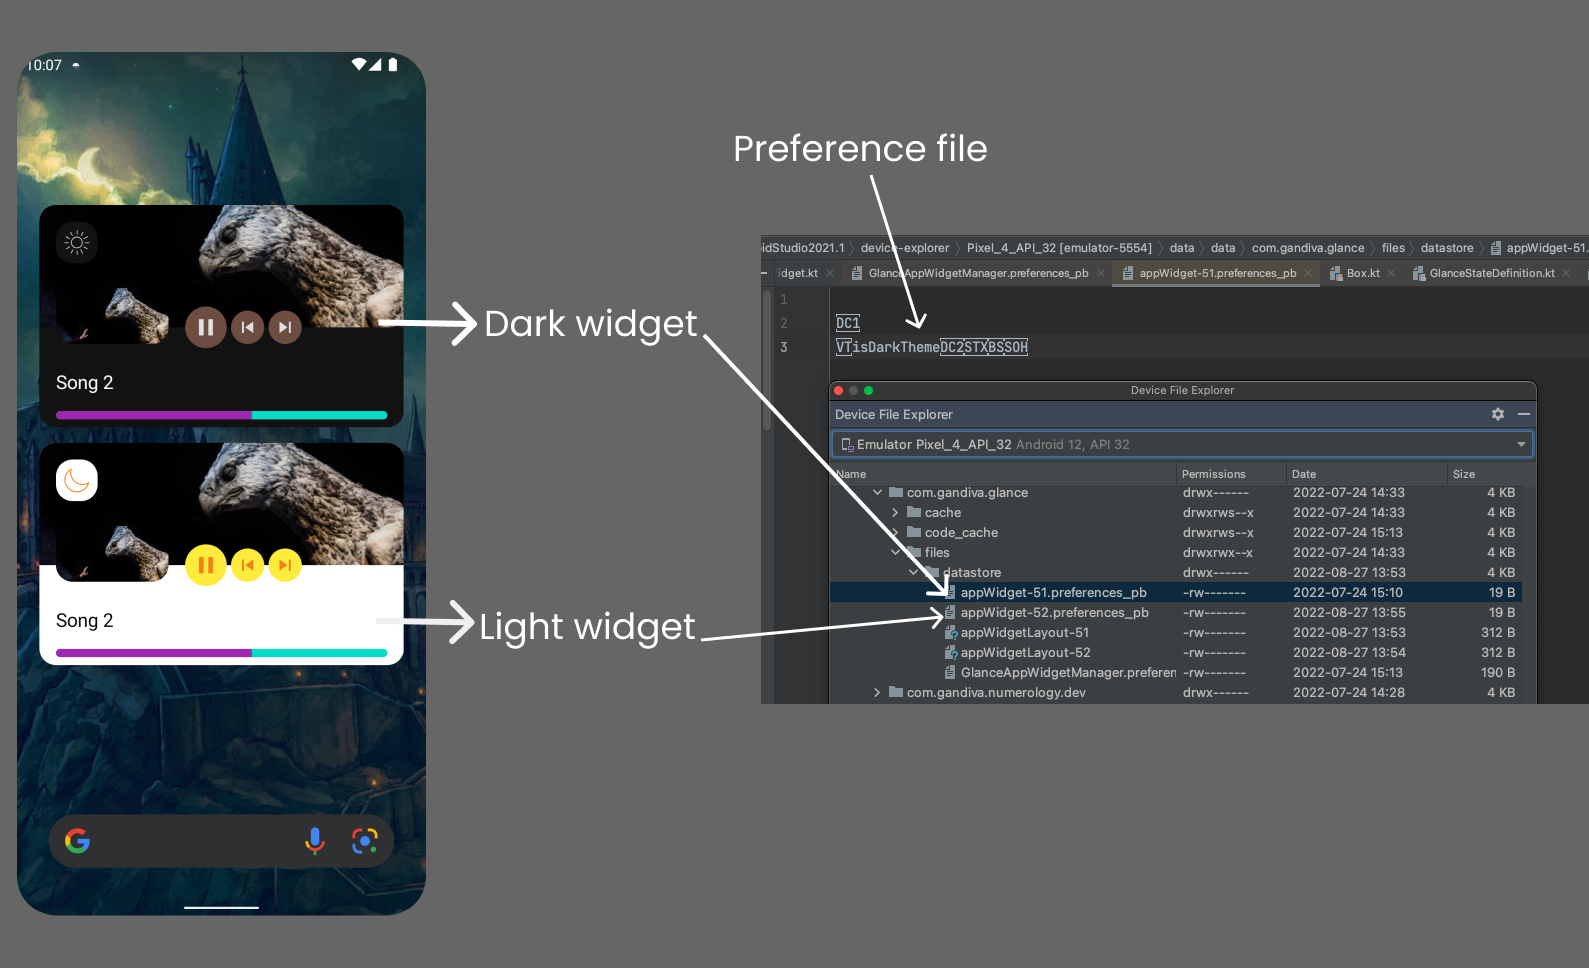 10:07
Song 2
Song 2
Dark widget
Light widget
Preference file
oidStudio2021.1 device-explorer Pixel_4_API_32 [emulator-5554] data data com.gandiva.glance files datastore appWidget-51.
idget.kt GlanceAppWidgetManager.preferences_pb appWidget-51.preferences_pb Box.kt GlanceStateDefinition.kt
1
2 DC1
3 VTisDarkThemeDC2STXBSSOH
Device File Explorer
Device File Explorer
Emulator Pixel_4_API_32 Android 12, API 32
Name Permissions Date Size
com.gandiva.glance drwx------ 2022-07-24 14:33 4 KB
cache drwxrws--x 2022-07-24 14:33 4 KB
code_cache drwxrws--x 2022-07-24 15:13 4 KB
files drwxrwx--x 2022-07-24 14:33 4 KB
datastore drwx------ 2022-08-27 13:53 4 KB
appWidget-51.preferences_pb -rw------- 2022-07-24 15:10 19 B
appWidget-52.preferences_pb -rw------- 2022-08-27 13:55 19 B
appWidgetLayout-51 -rw------- 2022-08-27 13:53 312 B
appWidgetLayout-52 -rw------- 2022-08-27 13:54 312 B
GlanceAppWidgetManager.preferen -rw------- 2022-07-24 15:13 190 B
com.gandiva.numerology.dev drwx------ 2022-07-24 14:28 4 KB